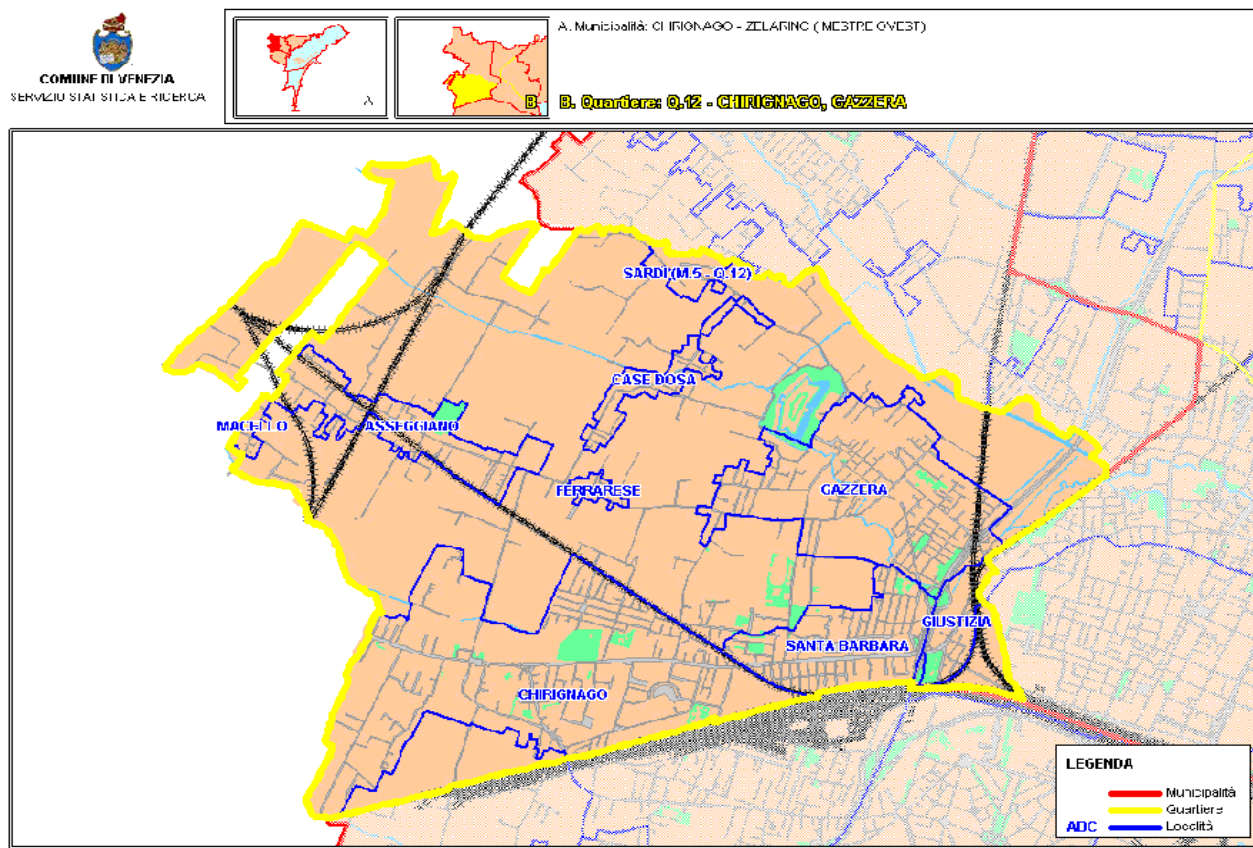 COMUNE DI VENEZIA
SERVIZIO STATISTICA E RICERCA
A
B
A. Municipalità: CHIRIGNAGO - ZELARINO ( MESTRE OVEST)
B. Quartiere: Q.12 - CHIRIGNAGO, GAZZERA
SARDI (M.5 - Q.12)
CASE DOSA
MACELLO
ASSEGGIANO
FERRARESE
GAZZERA
GIUSTIZIA
SANTA BARBARA
CHIRIGNAGO
LEGENDA
Municipalità
Quartiere
ABC Località